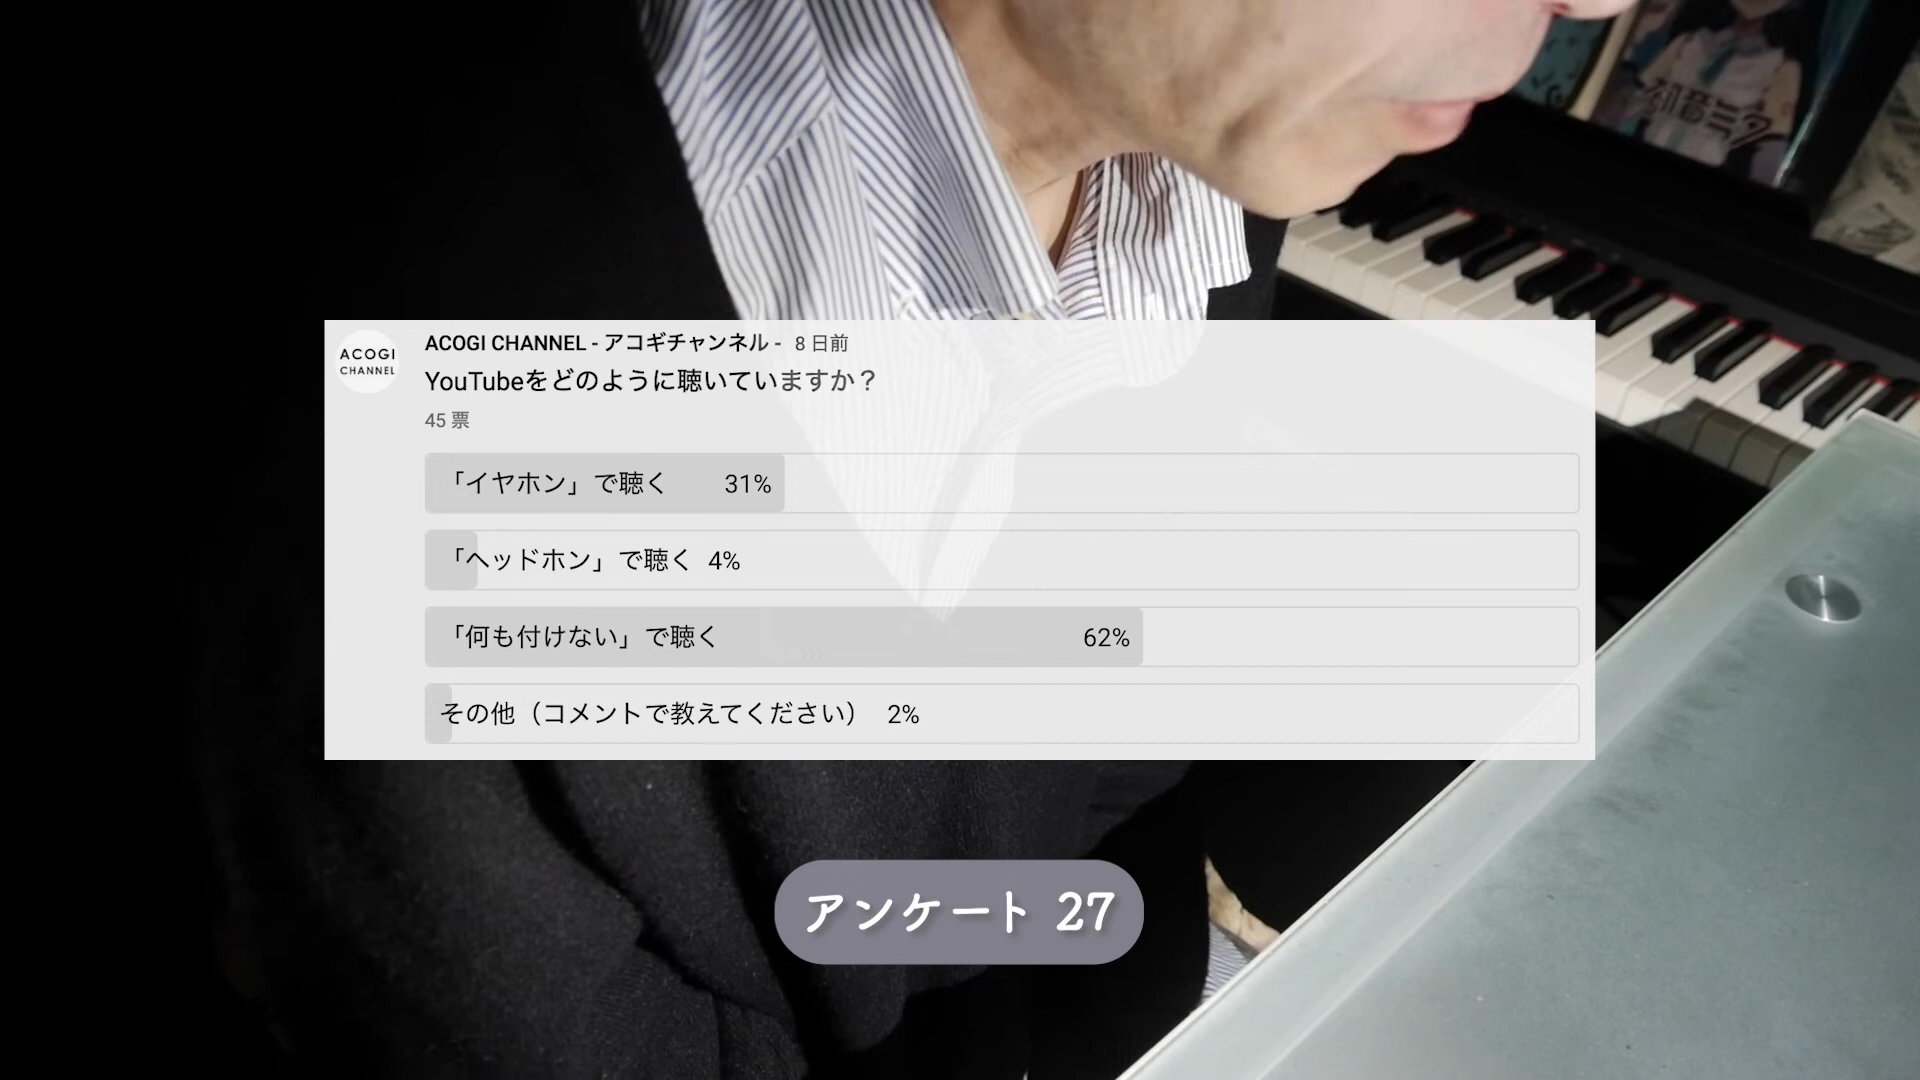 初音ミク
ACOGI
CHANNEL
ACOGI CHANNEL - アコギチャンネル - 8 日前
YouTubeをどのように聴いていますか？
45 票
「イヤホン」で聴く 31%
「ヘッドホン」で聴く 4%
「何も付けない」で聴く 62%
その他（コメントで教えてください） 2%
アンケート 27